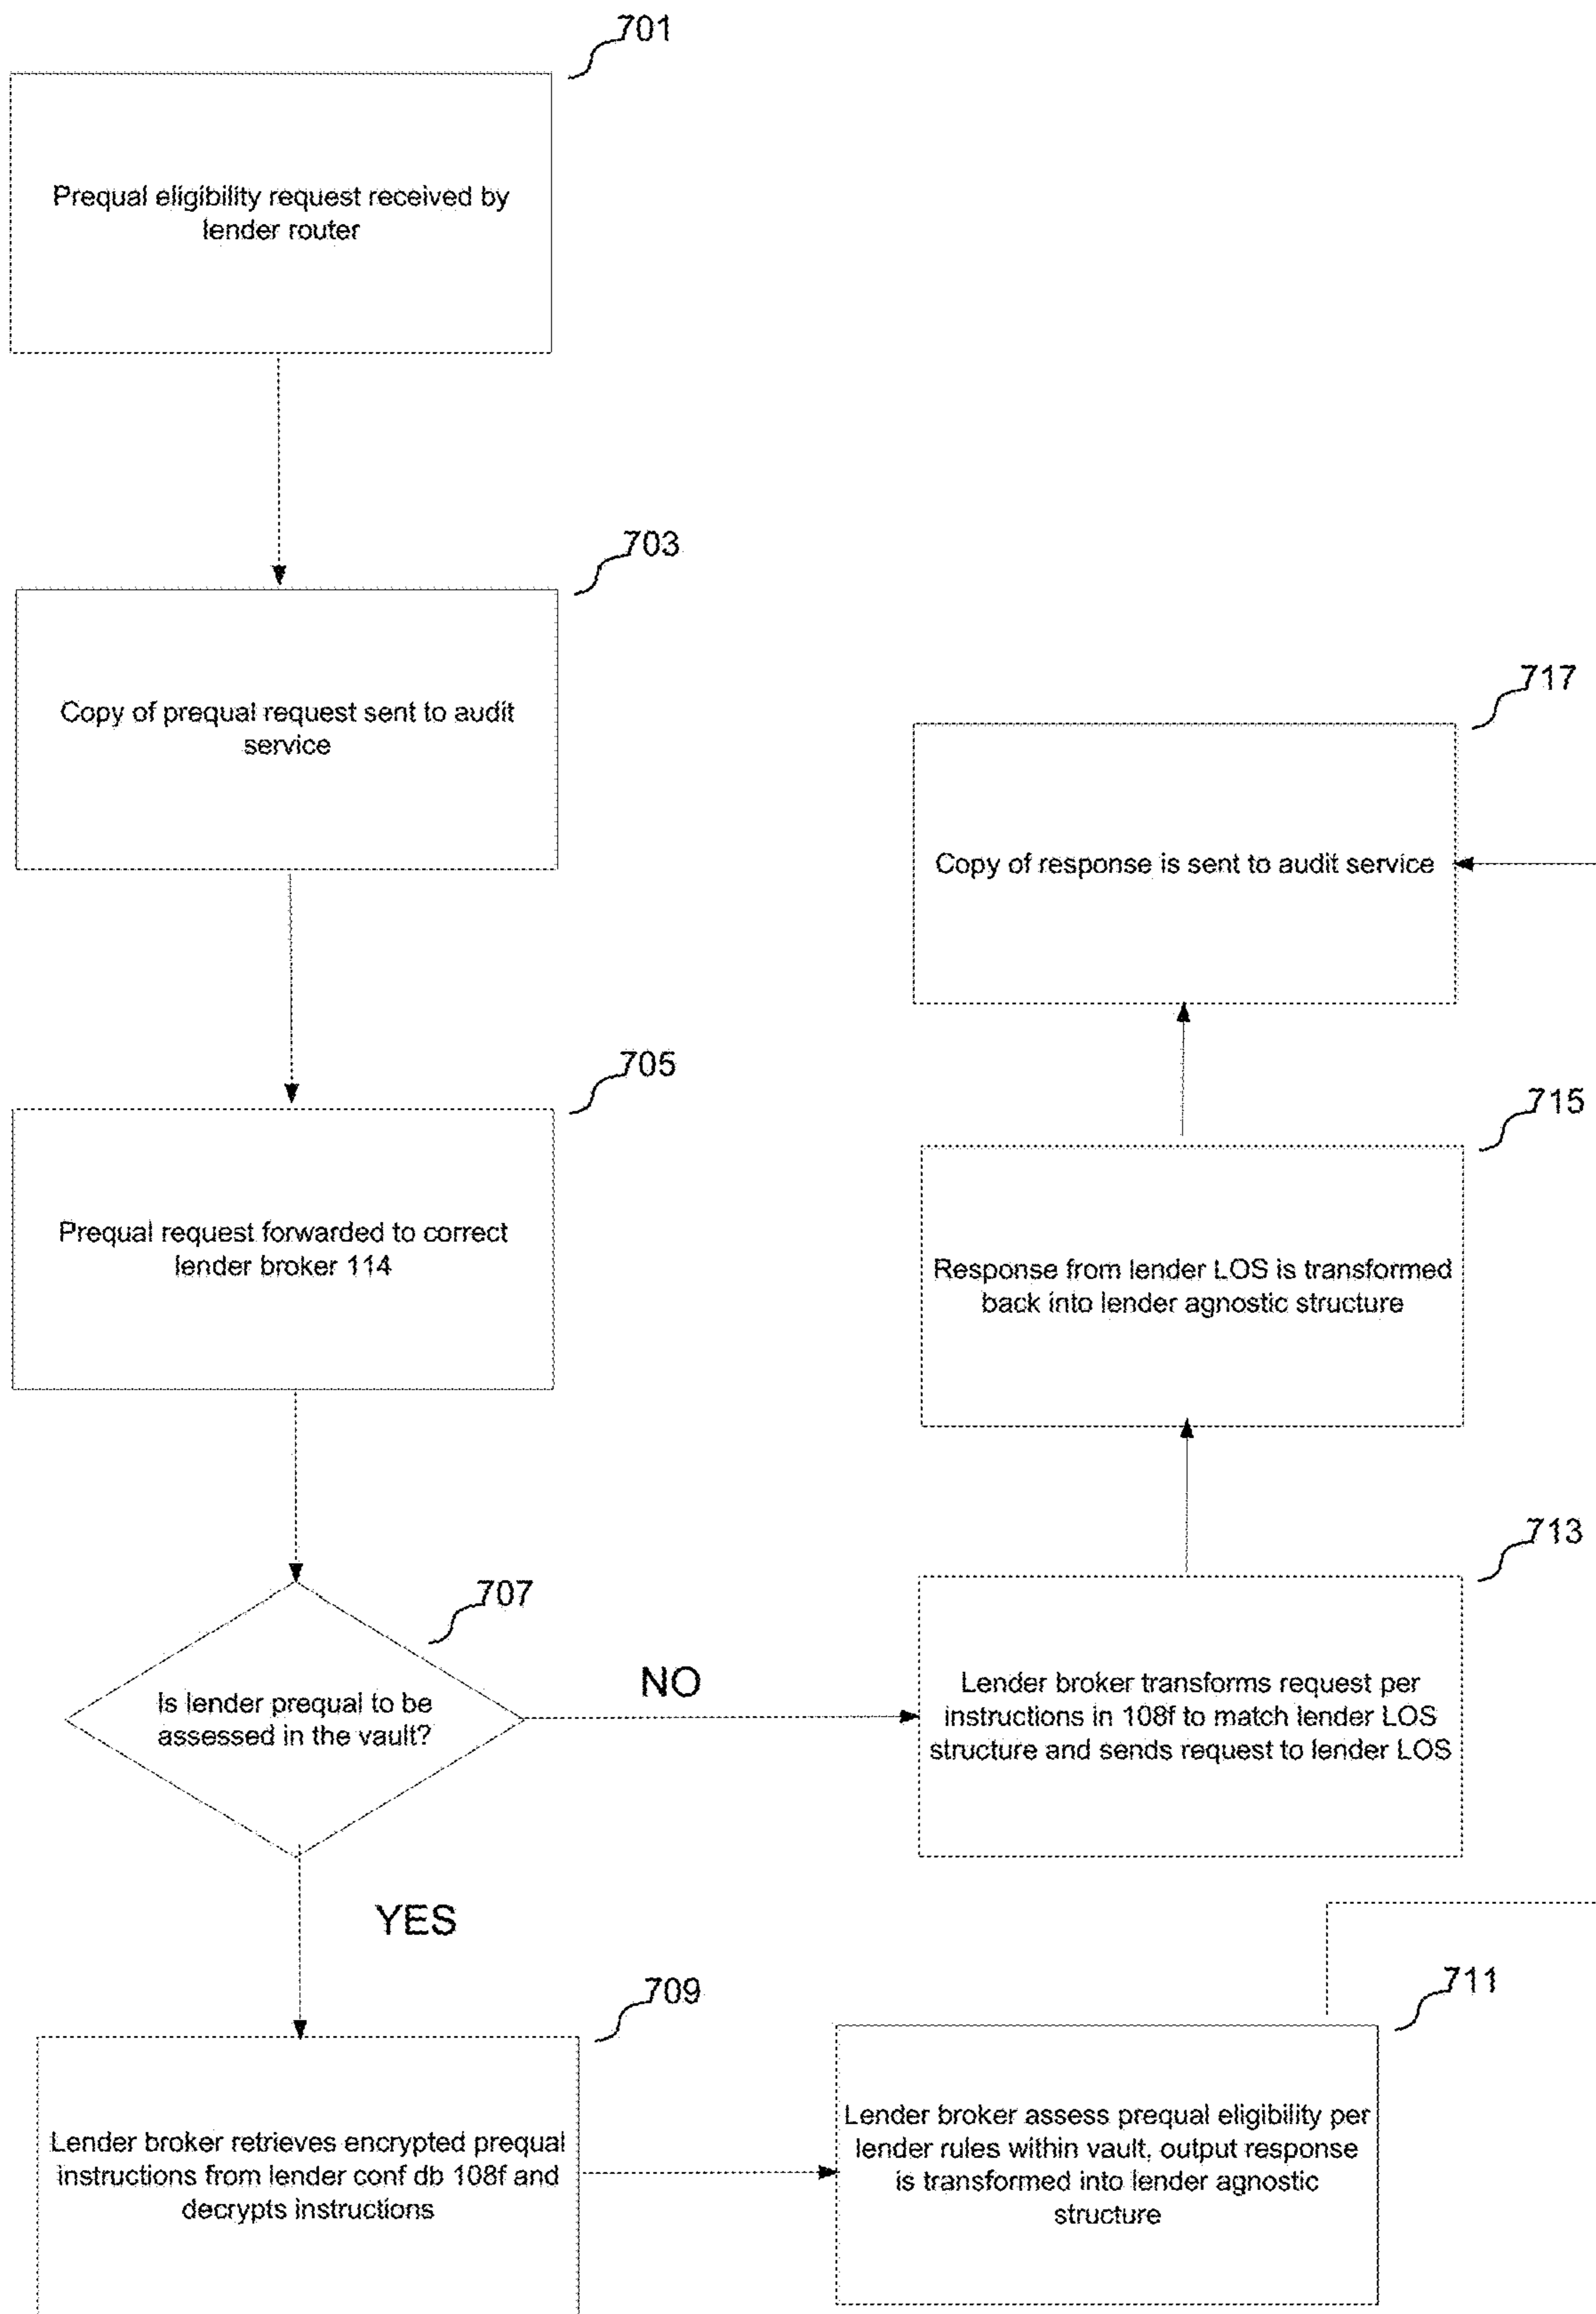 701
Prequal eligibility request received by
lender router
703
Copy of prequal request sent to audit
service
705
Prequal request forwarded to correct
lender broker 114
707
Is lender prequal to be
assessed in the vault?
NO
YES
709
Lender broker retrieves encrypted prequal
instructions from lender conf db 108f and
decrypts instructions
711
Lender broker assess prequal eligibility per
lender rules within vault, output response
is transformed into lender agnostic
structure
713
Lender broker transforms request per
instructions in 108f to match lender LOS
structure and sends request to lender LOS
715
Response from lender LOS is transformed
back into lender agnostic structure
717
Copy of response is sent to audit service